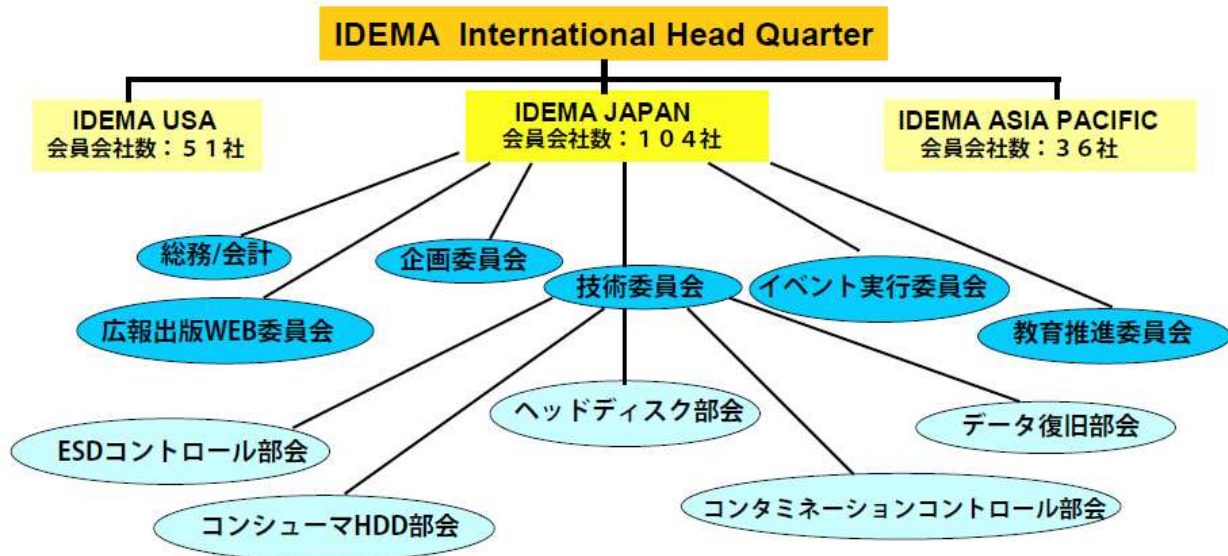 IDEMA International Head Quarter
IDEMA USA
会員会社数：５１社
IDEMA JAPAN
会員会社数：１０４社
IDEMA ASIA PACIFIC
会員会社数：３６社
総務/会計
企画委員会
技術委員会
イベント実行委員会
広報出版WEB委員会
教育推進委員会
ヘッドディスク部会
データ復旧部会
ESDコントロール部会
コンシューマHDD部会
コンタミネーションコントロール部会